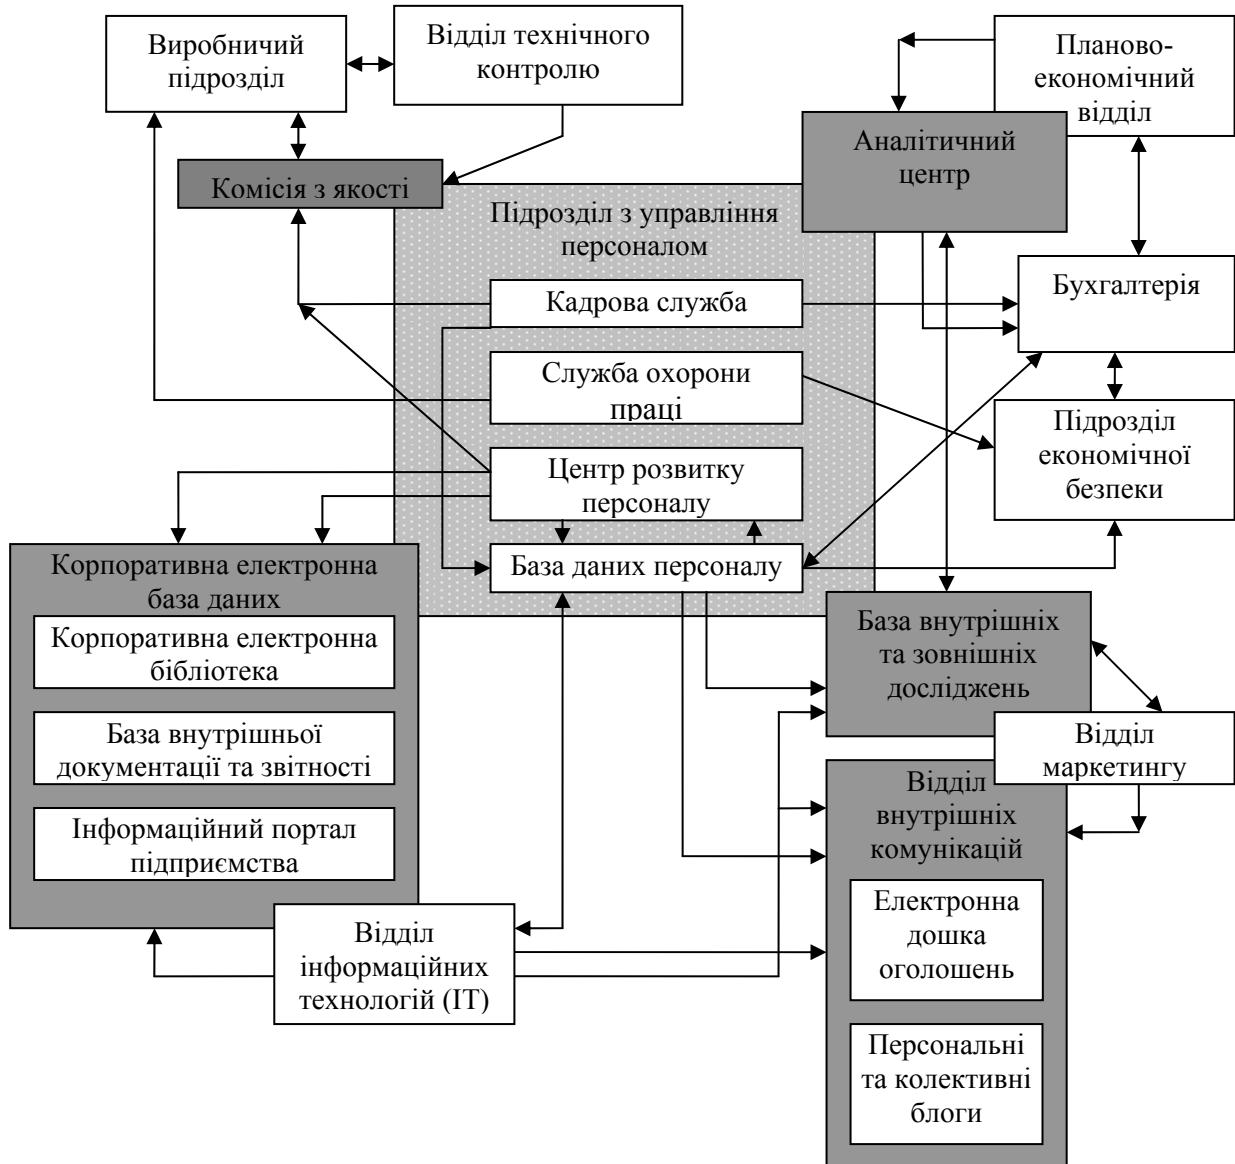 Виробничий
підрозділ
Відділ технічного
контролю
Планово-
економічний
відділ
Аналітичний
центр
Комісія з якості
Підрозділ з управління
персоналом
Кадрова служба
Бухгалтерія
Служба охорони
праці
Підрозділ
економічної
безпеки
Центр розвитку
персоналу
База даних персоналу
Корпоративна електронна
база даних
Корпоративна електронна
бібліотека
База внутрішньої
документації та звітності
Інформаційний портал
підприємства
База внутрішніх
та зовнішніх
досліджень
Відділ
маркетингу
Відділ
внутрішніх
комунікацій
Електронна
дошка
оголошень
Персональні
та колективні
блоги
Відділ
інформаційних
технологій (ІТ)